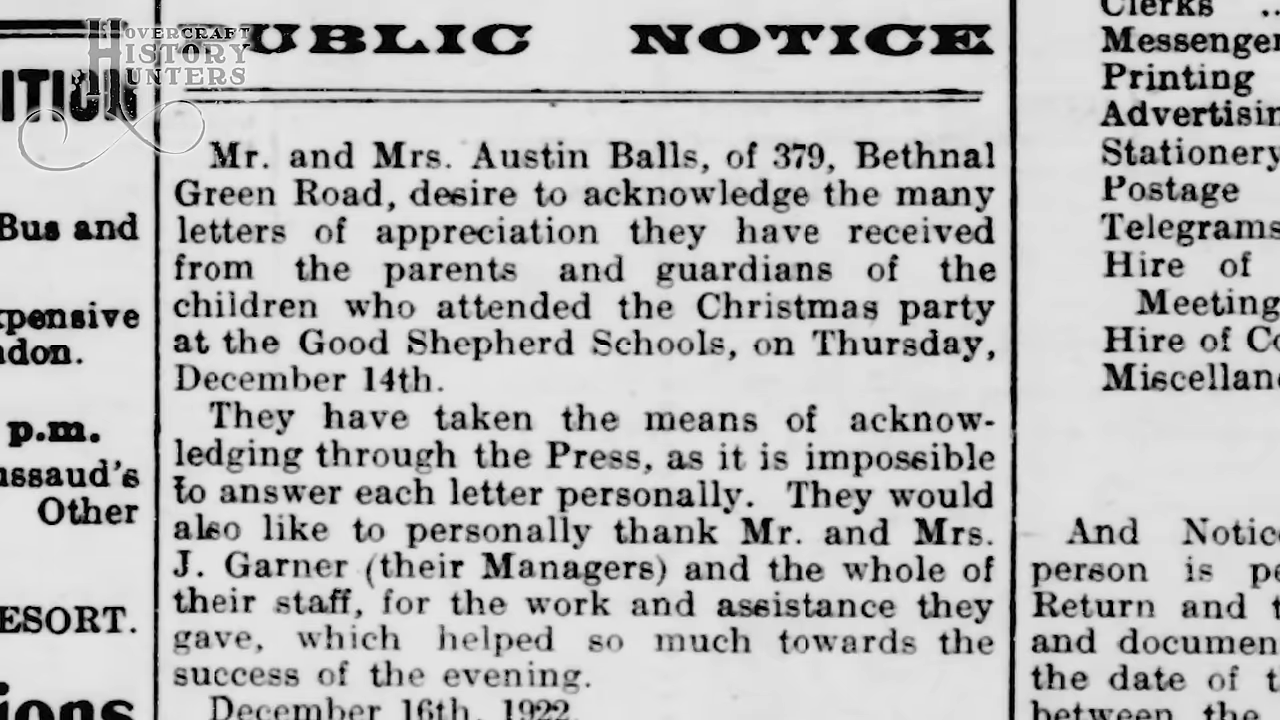 HOVERCRAFT
HISTORY
HUNTERS
PUBLIC NOTICE
Mr. and Mrs. Austin Balls, of 379, Bethnal
Green Road, desire to acknowledge the many
letters of appreciation they have received
from the parents and guardians of the
children who attended the Christmas party
at the Good Shepherd Schools, on Thursday,
December 14th.
They have taken the means of acknow-
ledging through the Press, as it is impossible
to answer each letter personally. They would
also like to personally thank Mr. and Mrs.
J. Garner (their Managers) and the whole of
their staff, for the work and assistance they
gave, which helped so much towards the
success of the evening.
December 16th, 1922.
ITION
Bus and
xpensive
ndon.
p.m.
ussaud's
Other
ESORT.
ions
Clerks ..
Messenger
Printing
Advertisin
Stationery
Postage
Telegrams
Hire of
Meeting
Hire of Co
Miscellane
And Notice
person is pe
Return and t
and documen
the date of t
between the